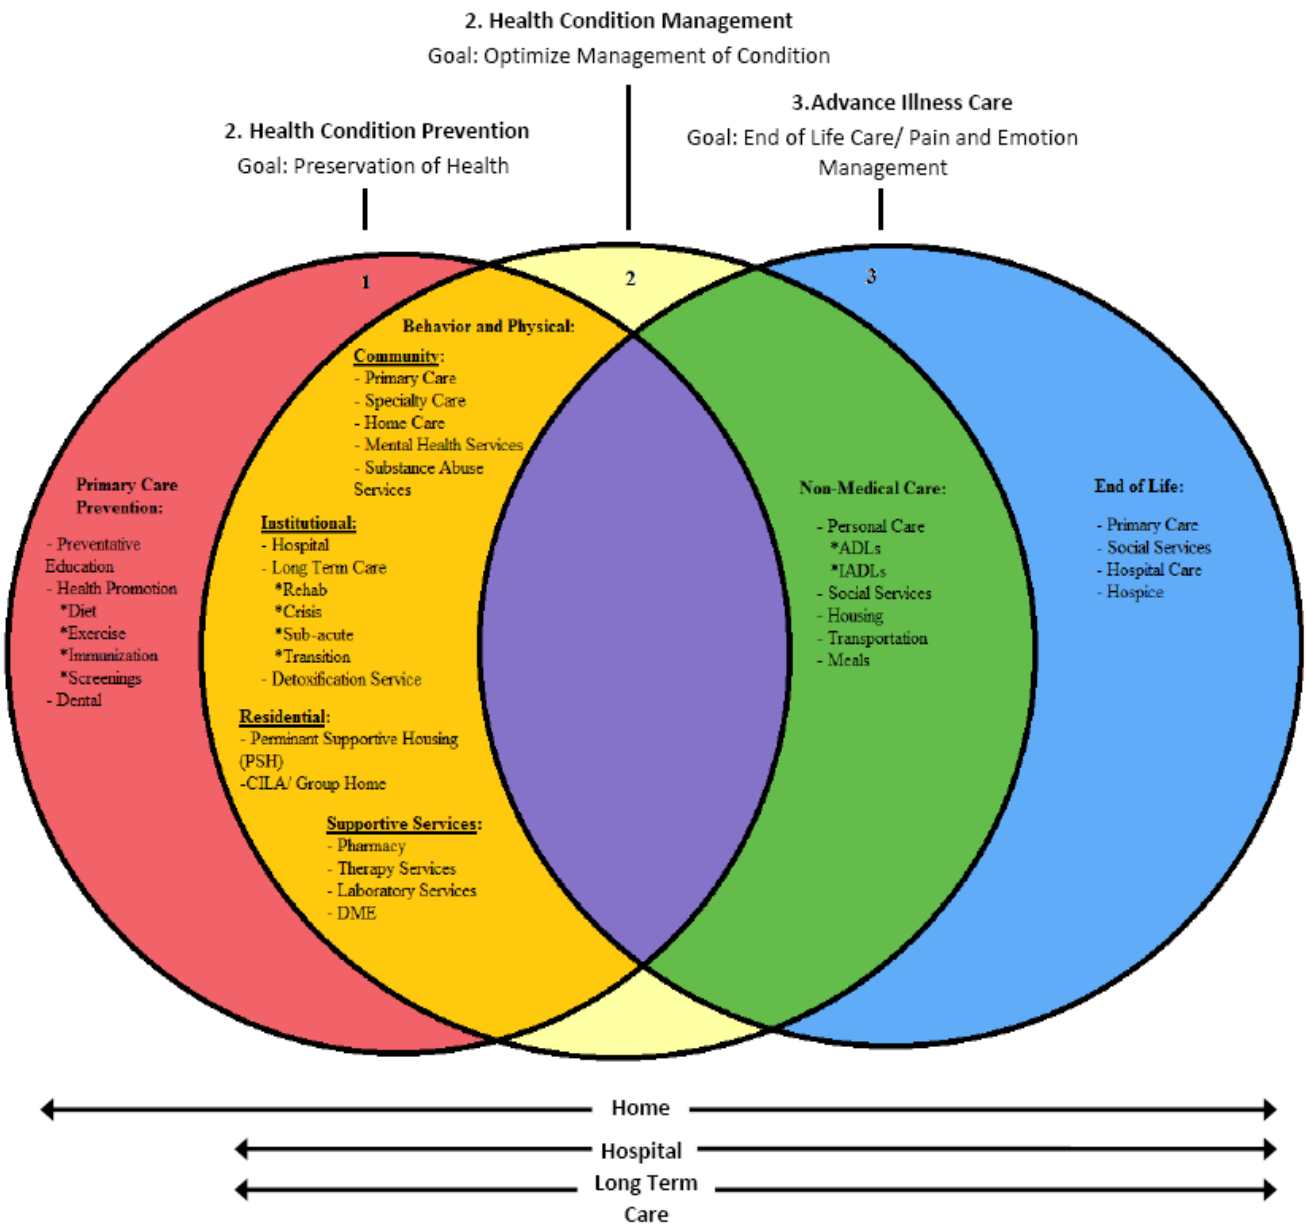 2. Health Condition Management
Goal: Optimize Management of Condition
3.Advance Illness Care
Goal: End of Life Care/ Pain and Emotion
Management
2. Health Condition Prevention
Goal: Preservation of Health
1
2
3
Behavior and Physical:
Community:
- Primary Care
- Specialty Care
- Home Care
- Mental Health Services
- Substance Abuse
Services
Institutional:
- Hospital
- Long Term Care
*Rehab
*Crisis
*Sub-acute
*Transition
- Detoxification Service
Residential:
- Perminant Supportive Housing
(PSH)
-CILA/ Group Home
Supportive Services:
- Pharmacy
- Therapy Services
- Laboratory Services
- DME
Primary Care
Prevention:
- Preventative
Education
- Health Promotion
*Diet
*Exercise
*Immunization
*Screenings
- Dental
Non-Medical Care:
- Personal Care
*ADLs
*IADLs
- Social Services
- Housing
- Transportation
- Meals
End of Life:
- Primary Care
- Social Services
- Hospital Care
- Hospice
Home
Hospital
Long Term
Care